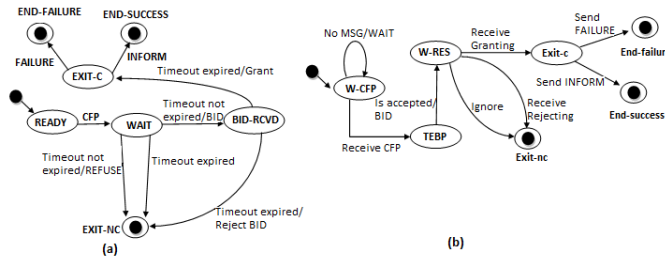 END-FAILURE
END-SUCCESS
FAILURE
INFORM
EXIT-C
Timeout expired/Grant
READY
CFP
WAIT
Timeout not
expired/BID
BID-RCVD
Timeout not
expired/REFUSE
Timeout expired
Timeout expired/
Reject BID
EXIT-NC
(a)
No MSG/WAIT
W-RES
Receive
Granting
Exit-c
Send
FAILURE
End-failur
W-CFP
Is accepted/
BID
Send INFORM
End-success
Receive CFP
TEBP
Ignore
Receive
Rejecting
Exit-nc
(b)